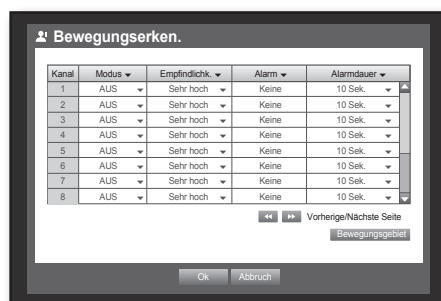 Bewegungserken.
Kanal Modus Empfindlichk. Alarm Alarmdauer
1 AUS Sehr hoch Keine 10 Sek.
2 AUS Sehr hoch Keine 10 Sek.
3 AUS Sehr hoch Keine 10 Sek.
4 AUS Sehr hoch Keine 10 Sek.
5 AUS Sehr hoch Keine 10 Sek.
6 AUS Sehr hoch Keine 10 Sek.
7 AUS Sehr hoch Keine 10 Sek.
8 AUS Sehr hoch Keine 10 Sek.
Vorherige/Nächste Seite
Bewegungsgebiet
Ok Abbruch